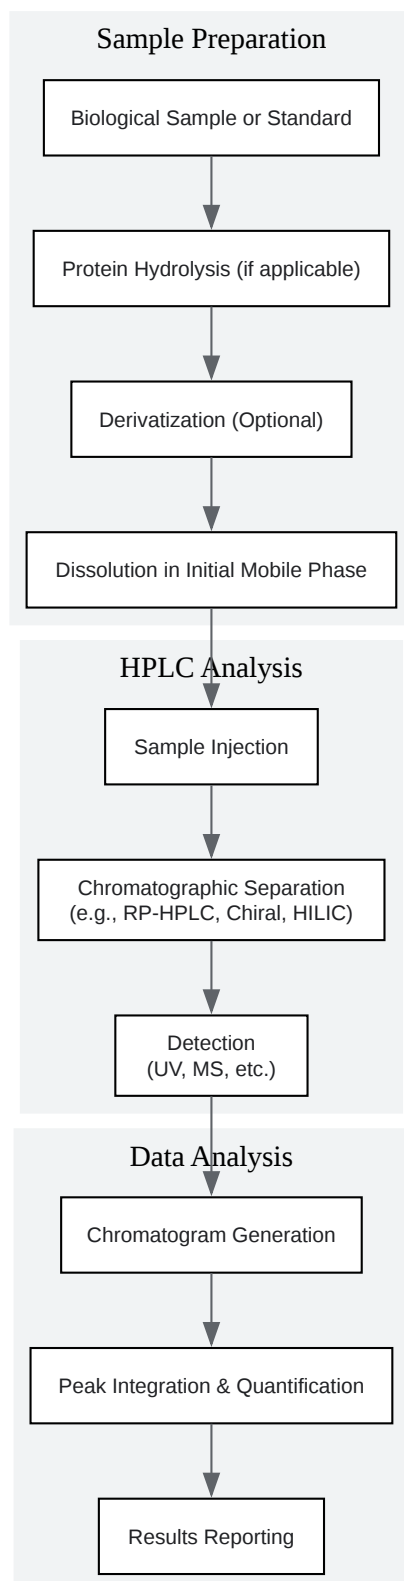 Sample Preparation
Biological Sample or Standard
Protein Hydrolysis (if applicable)
Derivatization (Optional)
Dissolution in Initial Mobile Phase
HPLC Analysis
Sample Injection
Chromatographic Separation
(e.g., RP-HPLC, Chiral, HILIC)
Detection
(UV, MS, etc.)
Data Analysis
Chromatogram Generation
Peak Integration & Quantification
Results Reporting